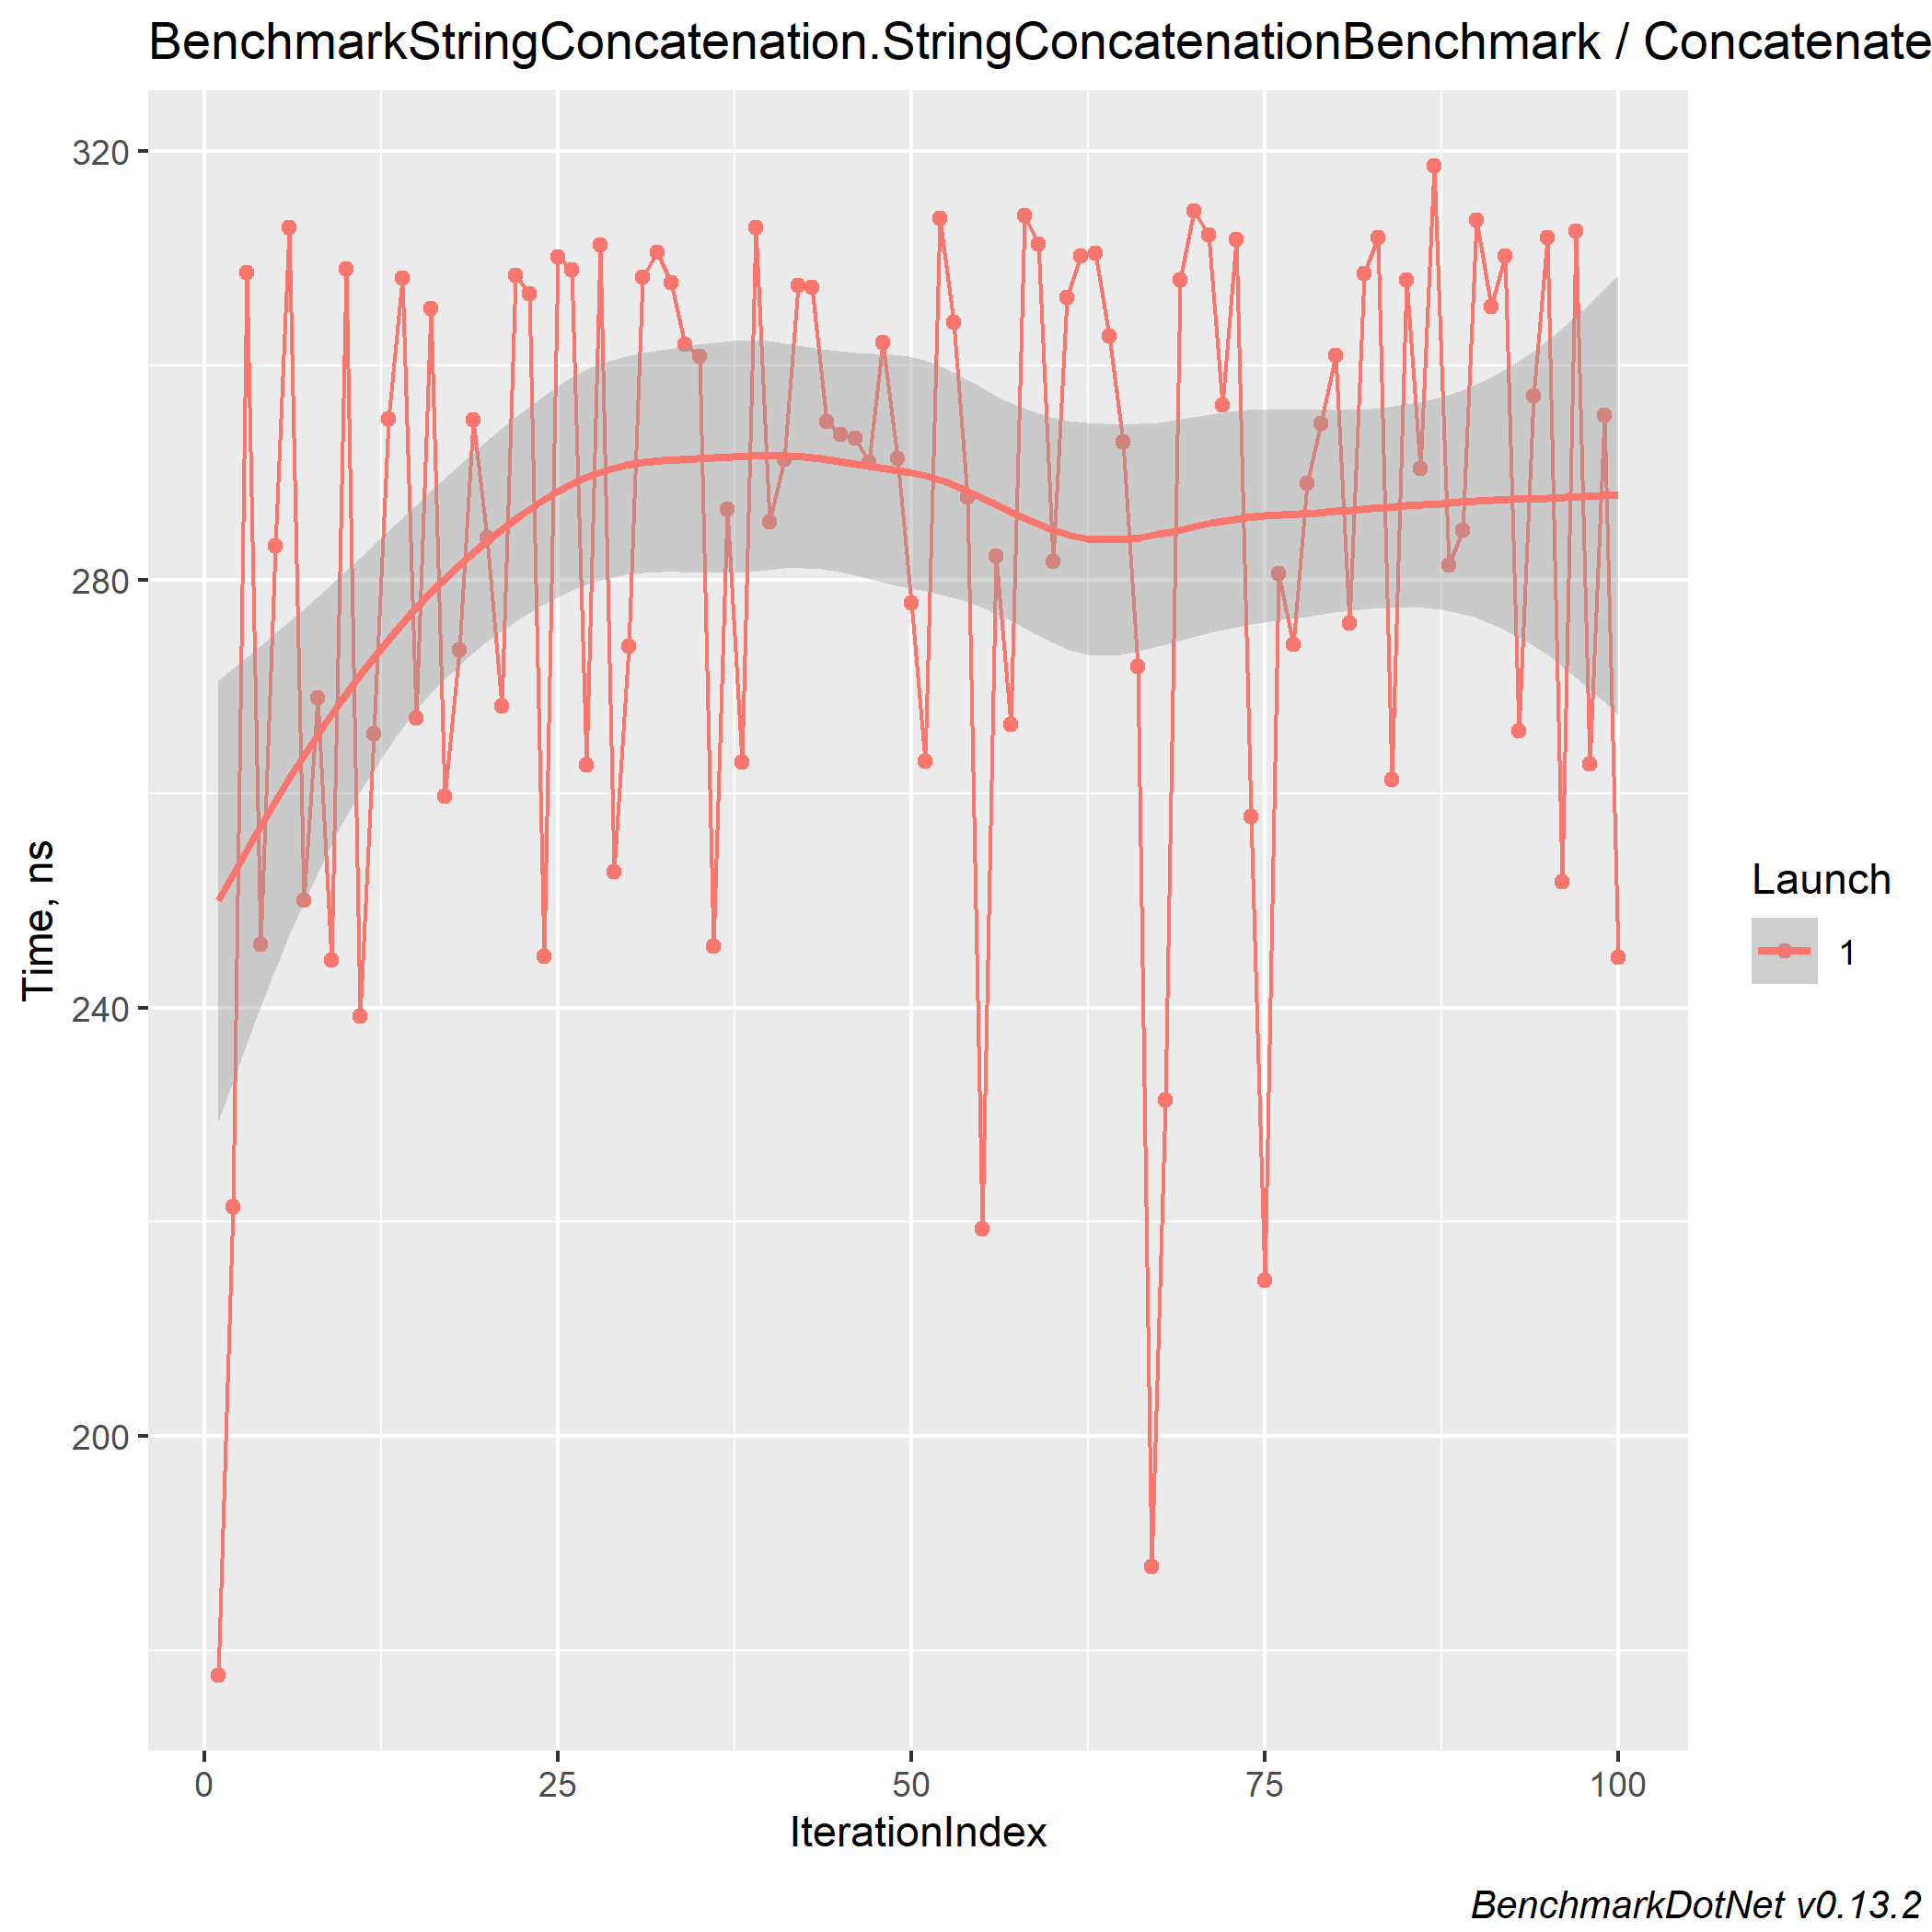 BenchmarkStringConcatenation.StringConcatenationBenchmark / Concatenate
320
280
240
200
Time, ns
0 25 50 75 100
IterationIndex
Launch
1
BenchmarkDotNet v0.13.2